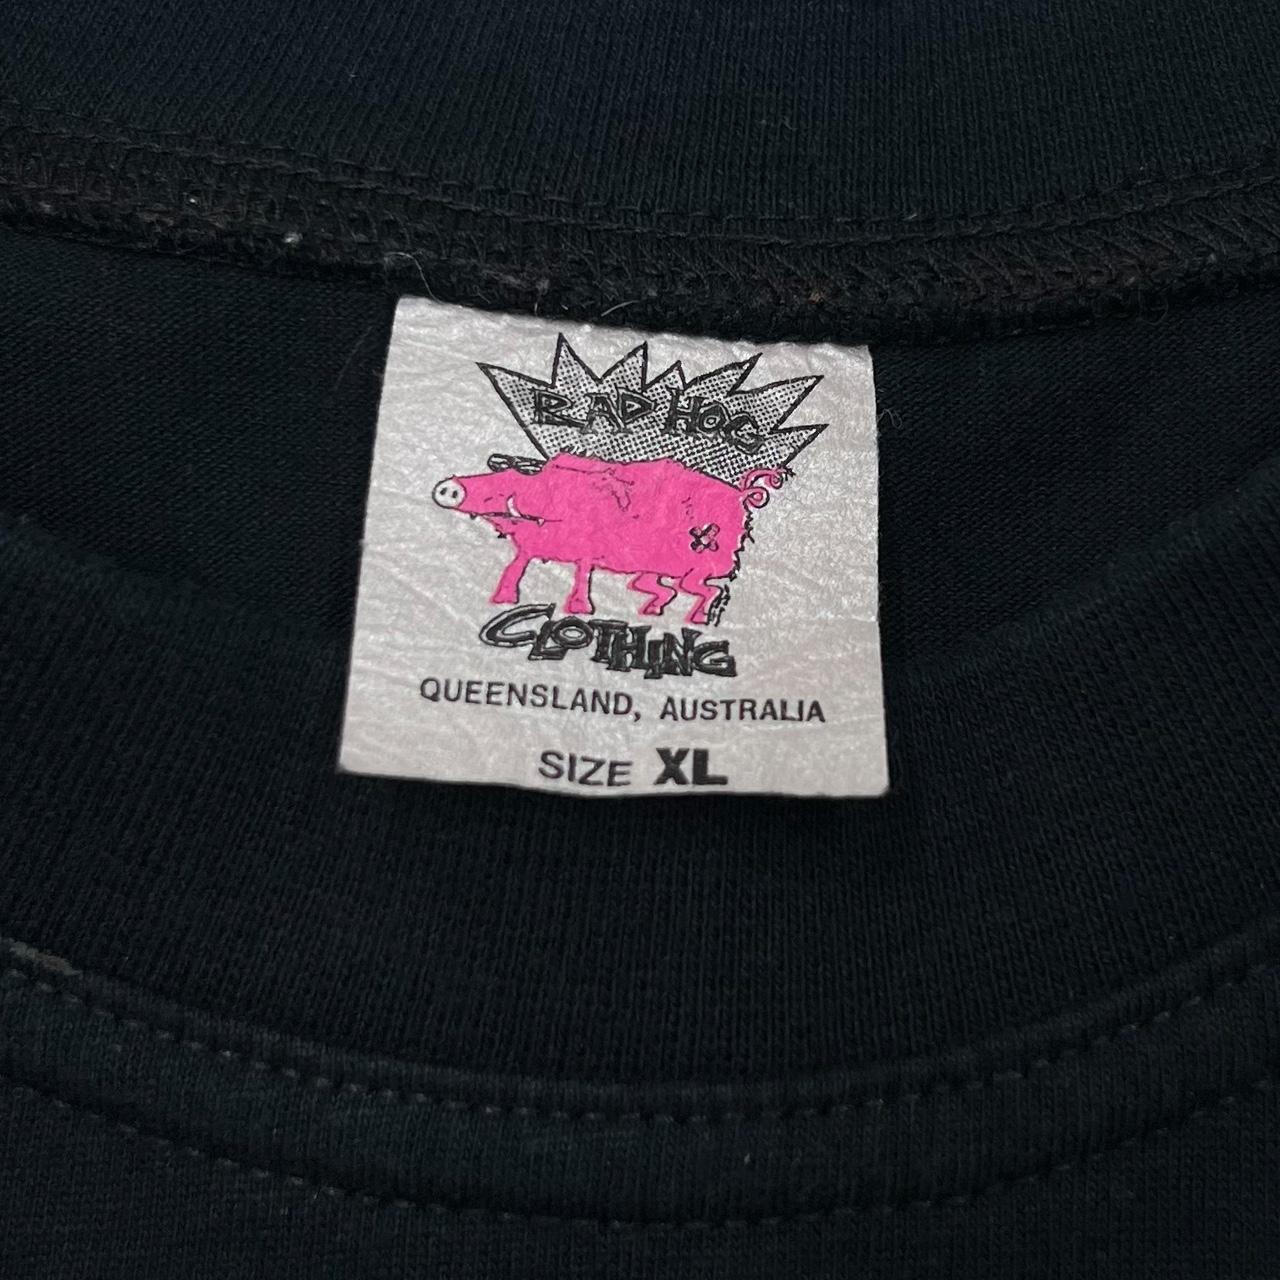 RAD HOG
CLOTHING
QUEENSLAND, AUSTRALIA
SIZE XL